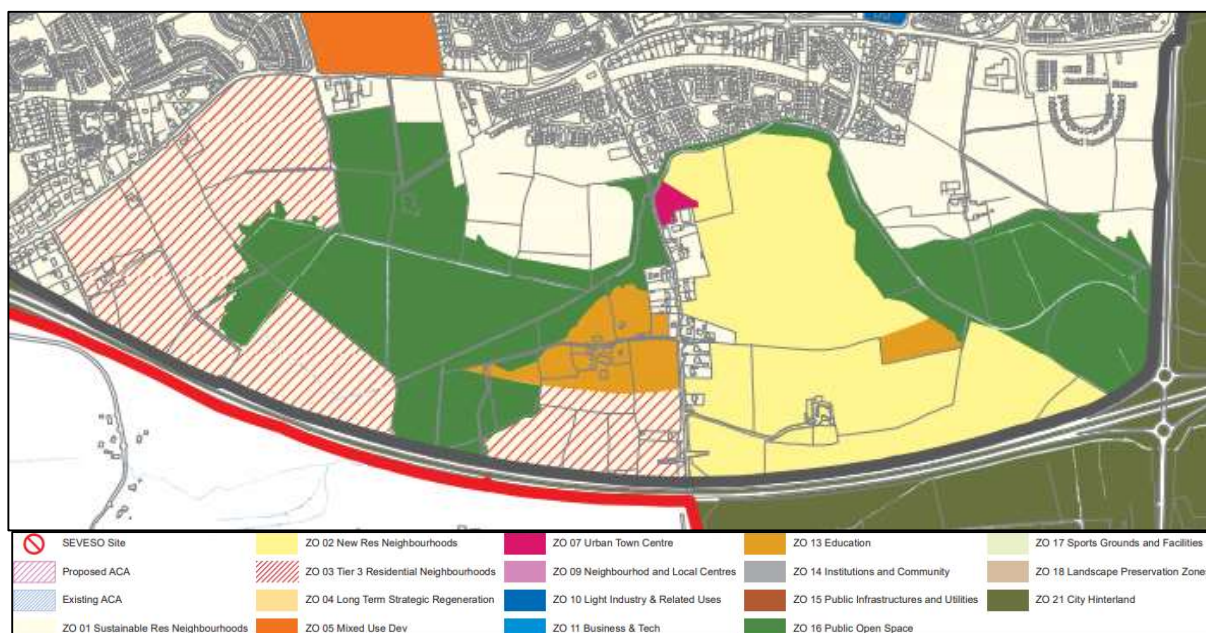 SEVESO Site
Proposed ACA
Existing ACA
ZO 01 Sustainable Res Neighbourhoods
ZO 02 New Res Neighbourhoods
ZO 03 Tier 3 Residential Neighbourhoods
ZO 04 Long Term Strategic Regeneration
ZO 05 Mixed Use Dev
ZO 07 Urban Town Centre
ZO 09 Neighbourhod and Local Centres
ZO 10 Light Industry & Related Uses
ZO 11 Business & Tech
ZO 13 Education
ZO 14 Institutions and Community
ZO 15 Public Infrastructures and Utilities
ZO 16 Public Open Space
ZO 17 Sports Grounds and Facilities
ZO 18 Landscape Preservation Zones
ZO 21 City Hinterland